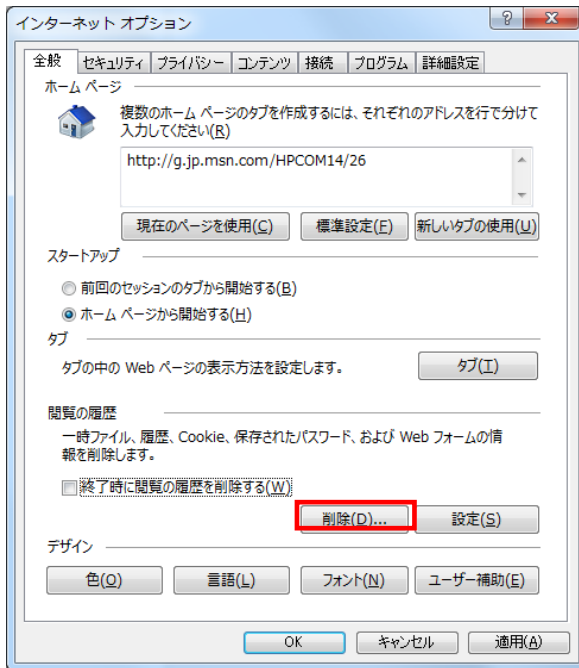 インターネット オプション
全般 セキュリティ プライバシー コンテンツ 接続 プログラム 詳細設定
ホーム ページ
複数のホーム ページのタブを作成するには、それぞれのアドレスを行で分けて
入力してください(R)
http://g.jp.msn.com/HPCOM14/26
現在のページを使用(C) 標準設定(F) 新しいタブの使用(U)
スタートアップ
前回のセッションのタブから開始する(B)
ホーム ページから開始する(H)
タブ
タブの中の Web ページの表示方法を設定します。 タブ(T)
閲覧の履歴
一時ファイル、履歴、Cookie、保存されたパスワード、および Web フォームの情
報を削除します。
終了時に閲覧の履歴を削除する(W)
削除(D)... 設定(S)
デザイン
色(O) 言語(L) フォント(N) ユーザー補助(E)
OK キャンセル 適用(A)